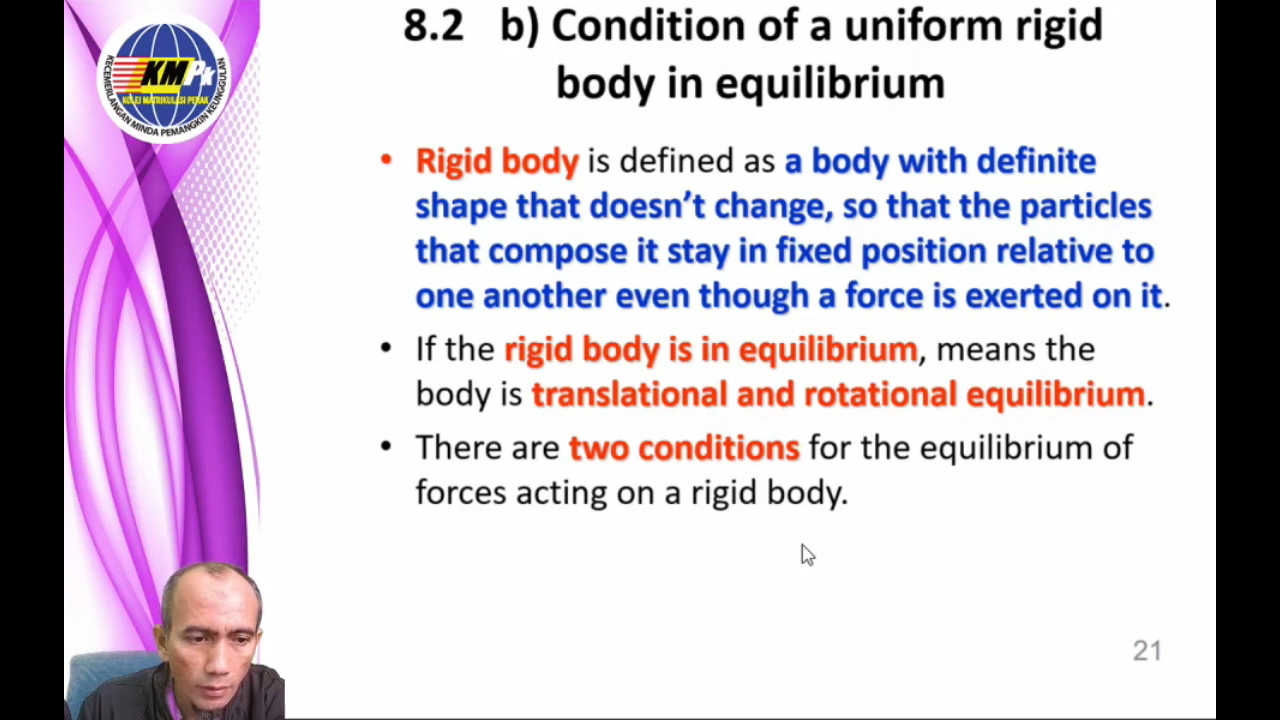 8.2 b) Condition of a uniform rigid
body in equilibrium
KMPk
KOLEJ MATRIKULASI PERAK
KECEMERLANGAN MINDA PEMANGKIN KEUNGGULAN
• Rigid body is defined as a body with definite
shape that doesn’t change, so that the particles
that compose it stay in fixed position relative to
one another even though a force is exerted on it.
• If the rigid body is in equilibrium, means the
body is translational and rotational equilibrium.
• There are two conditions for the equilibrium of
forces acting on a rigid body.
21